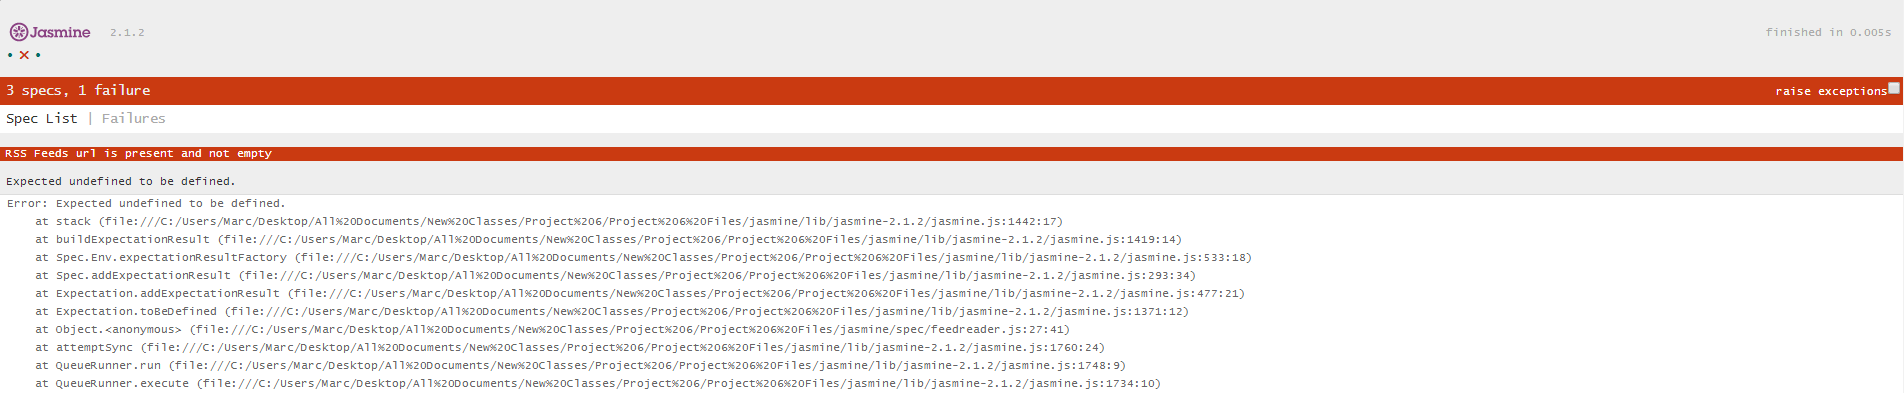 Jasmine 2.1.2 finished in 0.005s
• × •
3 specs, 1 failure raise exceptions
Spec List | Failures
RSS Feeds url is present and not empty
Expected undefined to be defined.
Error: Expected undefined to be defined.
at stack (file:///C:/Users/Marc/Desktop/All%20Documents/New%20Classes/Project%206/Project%206%20Files/jasmine/lib/jasmine-2.1.2/jasmine.js:1442:17)
at buildExpectationResult (file:///C:/Users/Marc/Desktop/All%20Documents/New%20Classes/Project%206/Project%206%20Files/jasmine/lib/jasmine-2.1.2/jasmine.js:1419:14)
at Spec.Env.expectationResultFactory (file:///C:/Users/Marc/Desktop/All%20Documents/New%20Classes/Project%206/Project%206%20Files/jasmine/lib/jasmine-2.1.2/jasmine.js:533:18)
at Spec.addExpectationResult (file:///C:/Users/Marc/Desktop/All%20Documents/New%20Classes/Project%206/Project%206%20Files/jasmine/lib/jasmine-2.1.2/jasmine.js:293:34)
at Expectation.addExpectationResult (file:///C:/Users/Marc/Desktop/All%20Documents/New%20Classes/Project%206/Project%206%20Files/jasmine/lib/jasmine-2.1.2/jasmine.js:477:21)
at Expectation.toBeDefined (file:///C:/Users/Marc/Desktop/All%20Documents/New%20Classes/Project%206/Project%206%20Files/jasmine/lib/jasmine-2.1.2/jasmine.js:1371:12)
at Object.<anonymous> (file:///C:/Users/Marc/Desktop/All%20Documents/New%20Classes/Project%206/Project%206%20Files/jasmine/spec/feedreader.js:27:41)
at attemptSync (file:///C:/Users/Marc/Desktop/All%20Documents/New%20Classes/Project%206/Project%206%20Files/jasmine/lib/jasmine-2.1.2/jasmine.js:1760:24)
at QueueRunner.run (file:///C:/Users/Marc/Desktop/All%20Documents/New%20Classes/Project%206/Project%206%20Files/jasmine/lib/jasmine-2.1.2/jasmine.js:1748:9)
at QueueRunner.execute (file:///C:/Users/Marc/Desktop/All%20Documents/New%20Classes/Project%206/Project%206%20Files/jasmine/lib/jasmine-2.1.2/jasmine.js:1734:10)